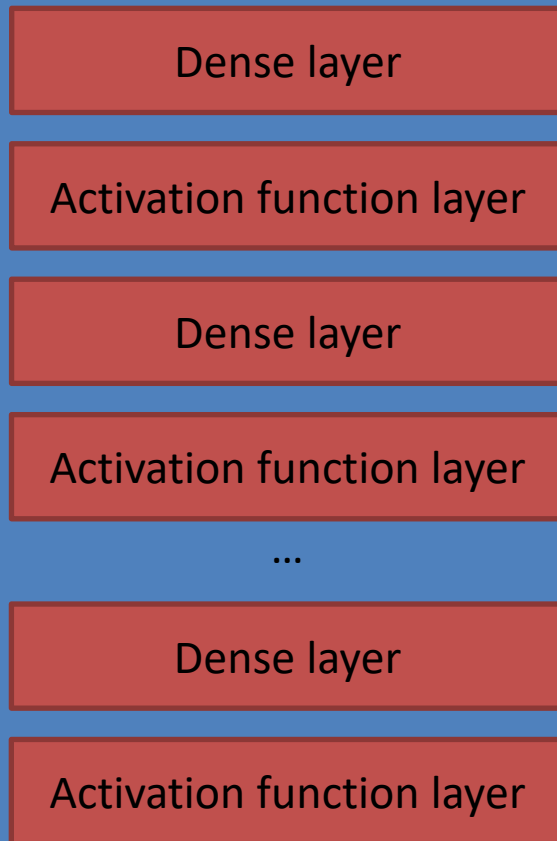 Dense layer
Activation function layer
Dense layer
Activation function layer
...
Dense layer
Activation function layer